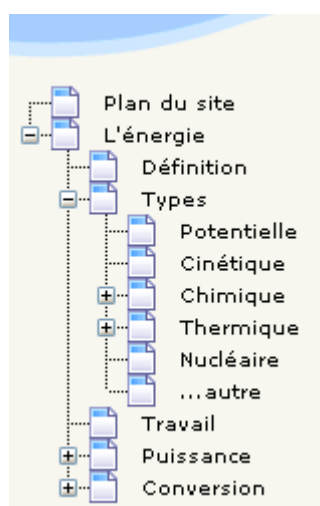 Plan du site
L'énergie
Définition
Types
Potentielle
Cinétique
Chimique
Thermique
Nucléaire
...autre
Travail
Puissance
Conversion